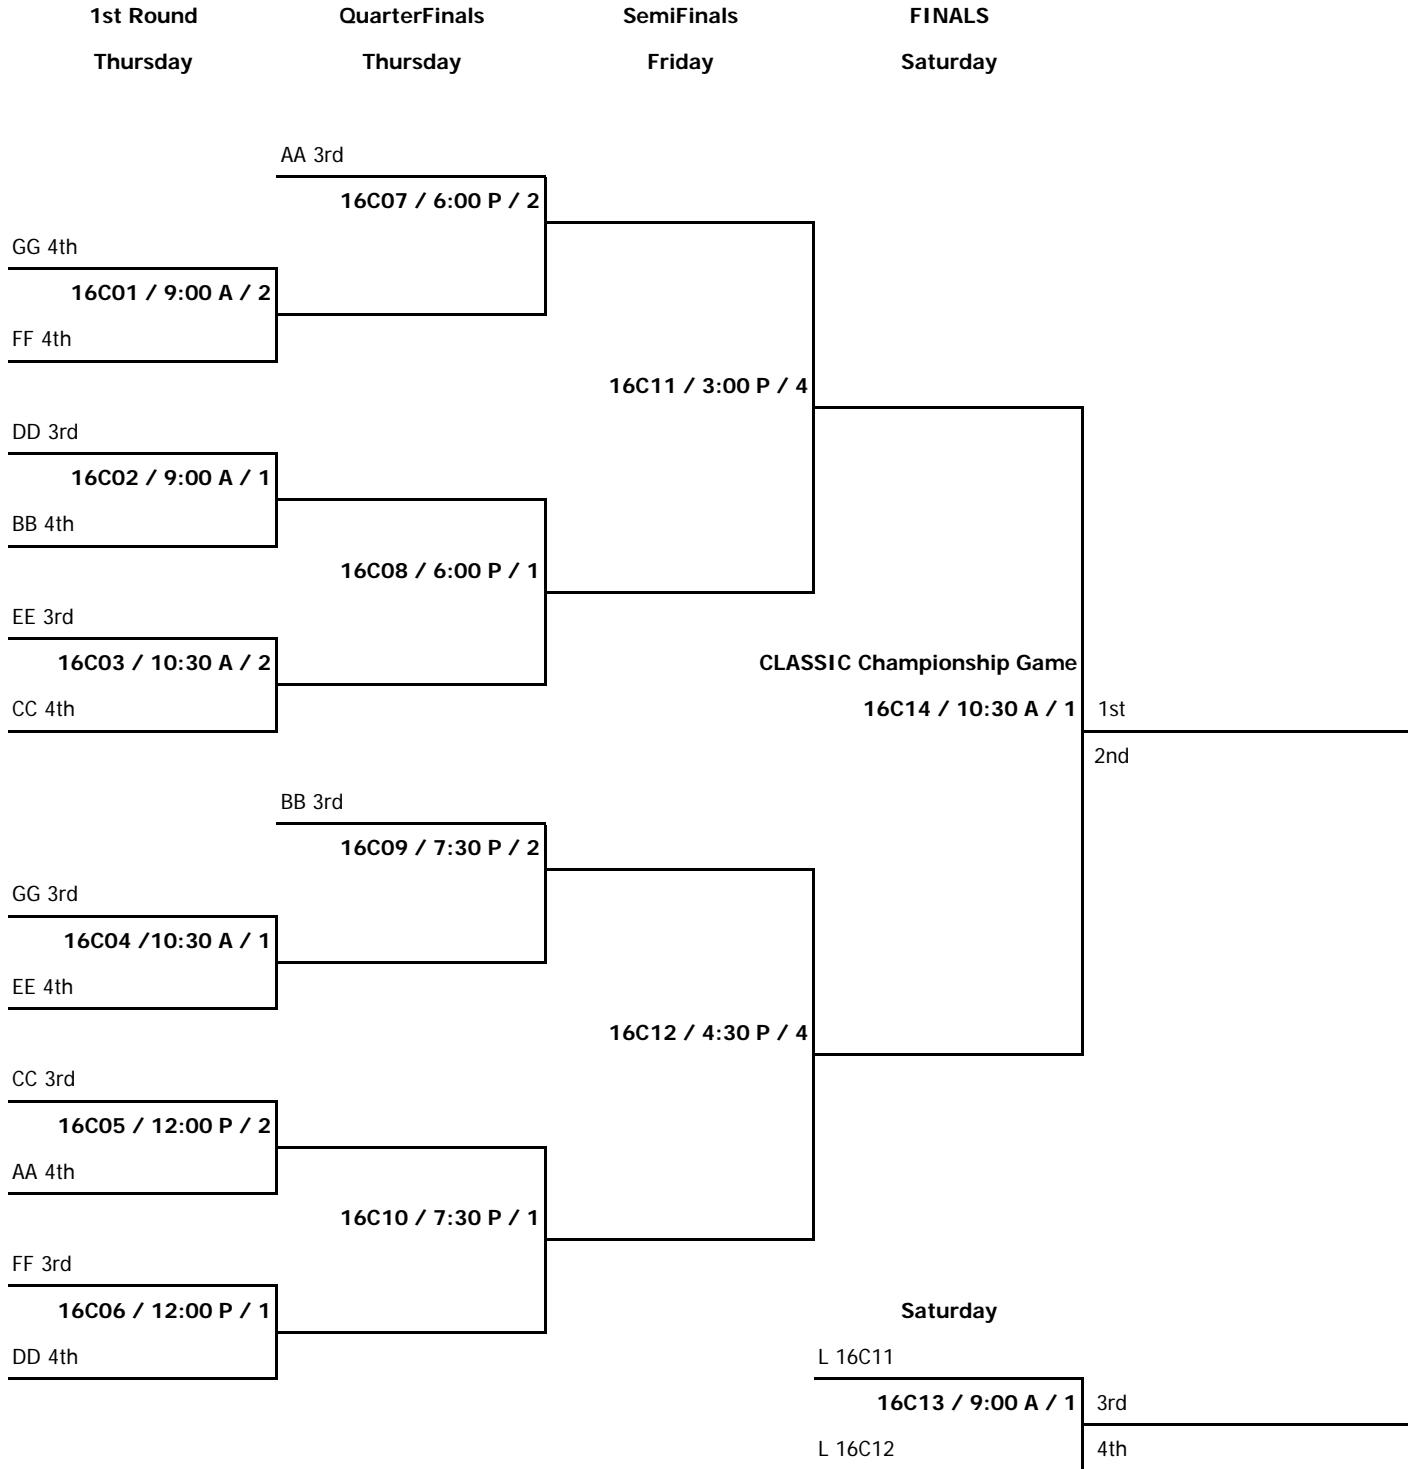 1st Round QuarterFinals SemiFinals FINALS
Thursday Thursday Friday Saturday
AA 3rd
16C07 / 6:00 P / 2
GG 4th
16C01 / 9:00 A / 2
FF 4th
16C11 / 3:00 P / 4
DD 3rd
16C02 / 9:00 A / 1
BB 4th
16C08 / 6:00 P / 1
EE 3rd
16C03 / 10:30 A / 2 CLASSIC Championship Game
CC 4th 16C14 / 10:30 A / 1 1st
2nd
BB 3rd
16C09 / 7:30 P / 2
GG 3rd
16C04 /10:30 A / 1
EE 4th
16C12 / 4:30 P / 4
CC 3rd
16C05 / 12:00 P / 2
AA 4th
16C10 / 7:30 P / 1
FF 3rd
16C06 / 12:00 P / 1 Saturday
DD 4th L 16C11
16C13 / 9:00 A / 1 3rd
L 16C12 4th